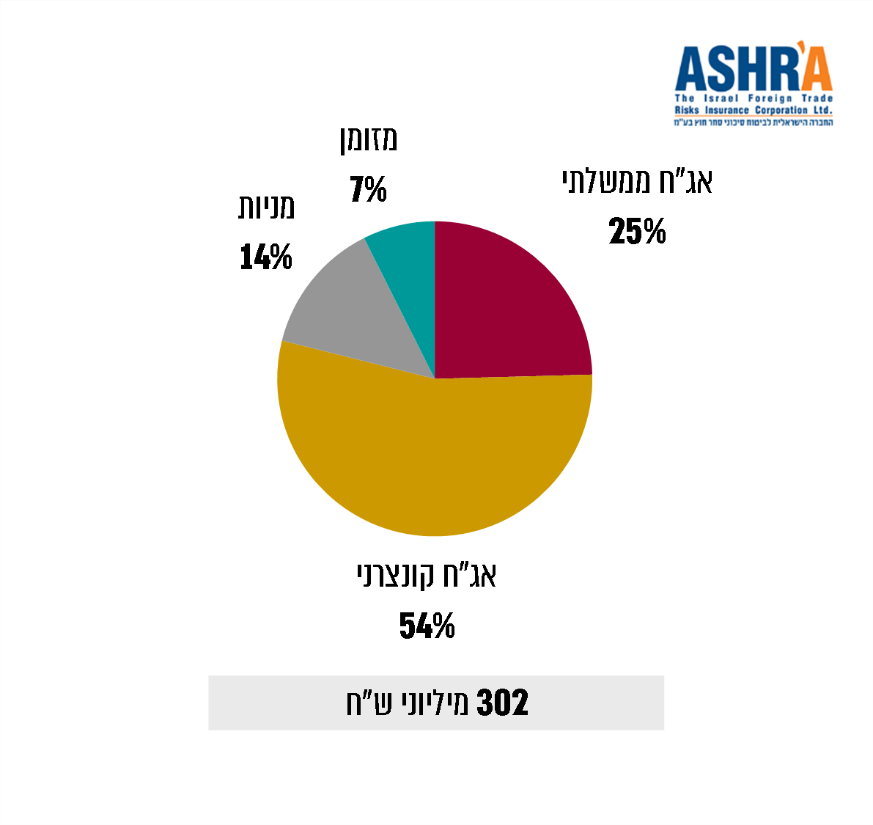 ASHR'A
The Israel Foreign Trade
Risks Insurance Corporation Ltd.
החברה הישראלית לביטוח סיכוני סחר חוץ בע"מ
מזומן
7%
אג"ח ממשלתי
25%
מניות
14%
אג"ח קונצרני
54%
302 מיליוני ש"ח